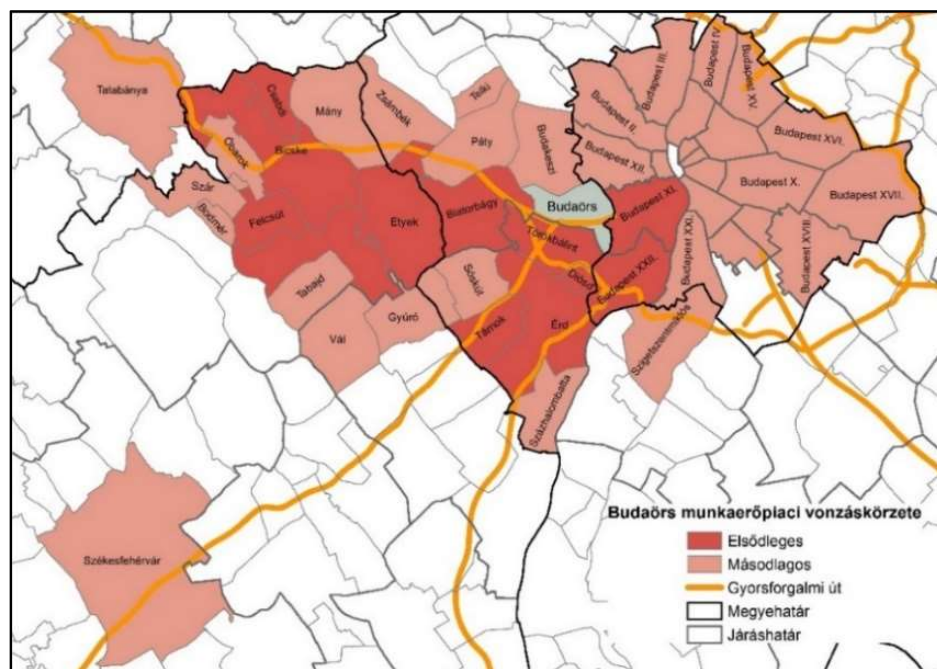 Tatabánya
Csabdi
Mány
Zsámbék
Telki
Páty
Budakeszi
Budapest III.
Budapest IV.
Budapest XV.
Budapest II.
Budapest XVI.
Budapest XII.
Óbarok
Bicske
Szár
Bodmér
Felcsút
Etyek
Biatorbágy
Budaörs
Törökbálint
Budapest XI.
Budapest X.
Budapest XVII.
Budapest XXI.
Budapest XVIII.
Budapest XXII.
Diósd
Tabajd
Sóskút
Gyúró
Vál
Tárnok
Érd
Szigetszentmiklós
Százhalombatta
Székesfehérvár
Budaörs munkaerőpiaci vonzáskörzete
Elsődleges
Másodlagos
Gyorsforgalmi út
Megyehatár
Járáshatár